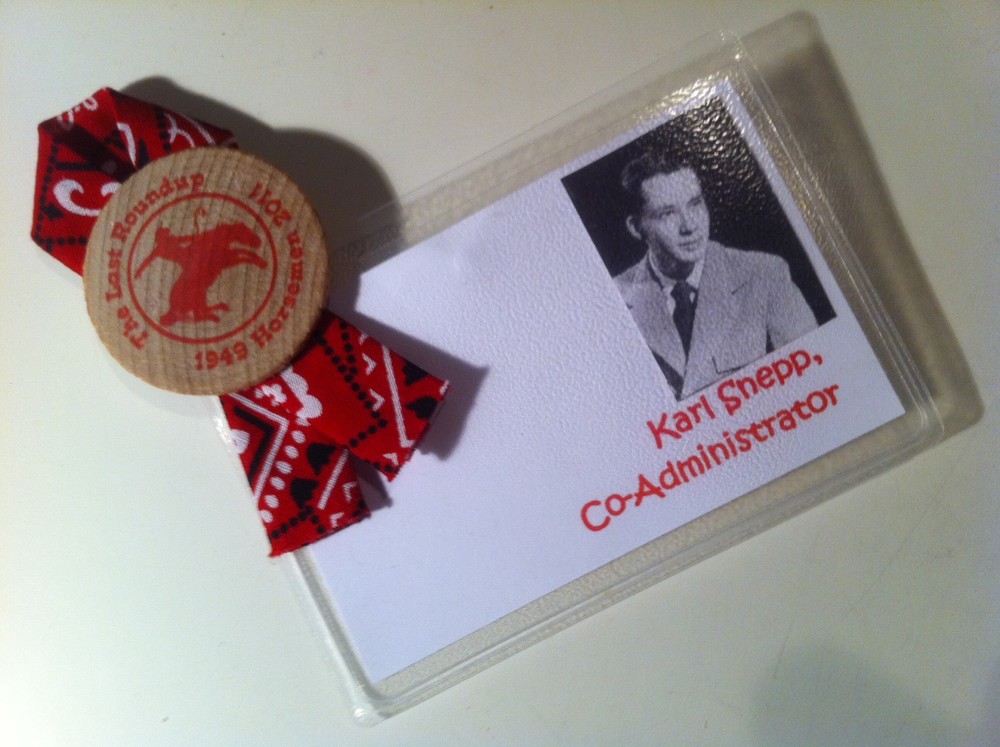 The Last Roundup 2011
1949 Horsemen
Karl Snepp,
Co-Administrator